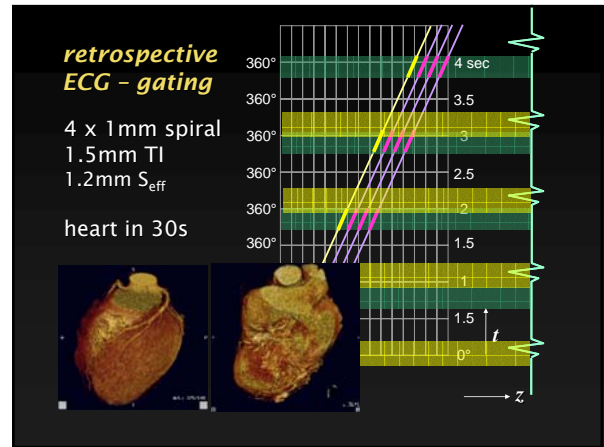 retrospective
ECG – gating
4 x 1mm spiral
1.5mm TI
1.2mm Seff
heart in 30s
360°
4 sec
3.5
360°
360°
3
2.5
360°
2
360°
1.5
1
1.5
0°
t
z